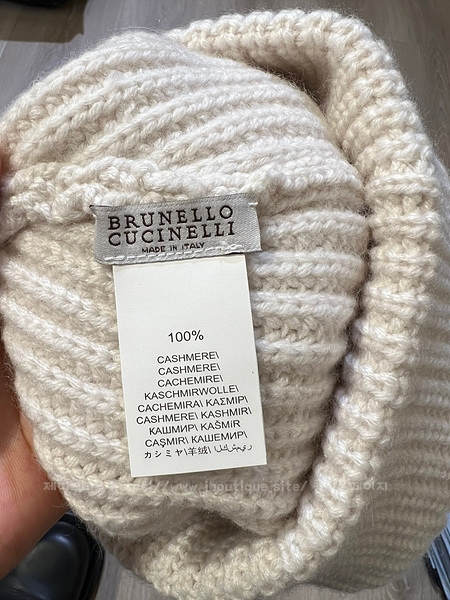 BRUNELLO
CUCINELLI
MADE IN ITALY
100%
CASHMERE\
CASHMERE\
CACHEMIRE\
KASCHMIRWOLLE\
CACHEMIRA\ ΚΑΣΜΙΡ\
CASHMERE\ KASHMIR\
КАШМИР\ KAŠMIR
CAŞMIR\ КАШЕМИР\
カシミヤ\ 羊绒\